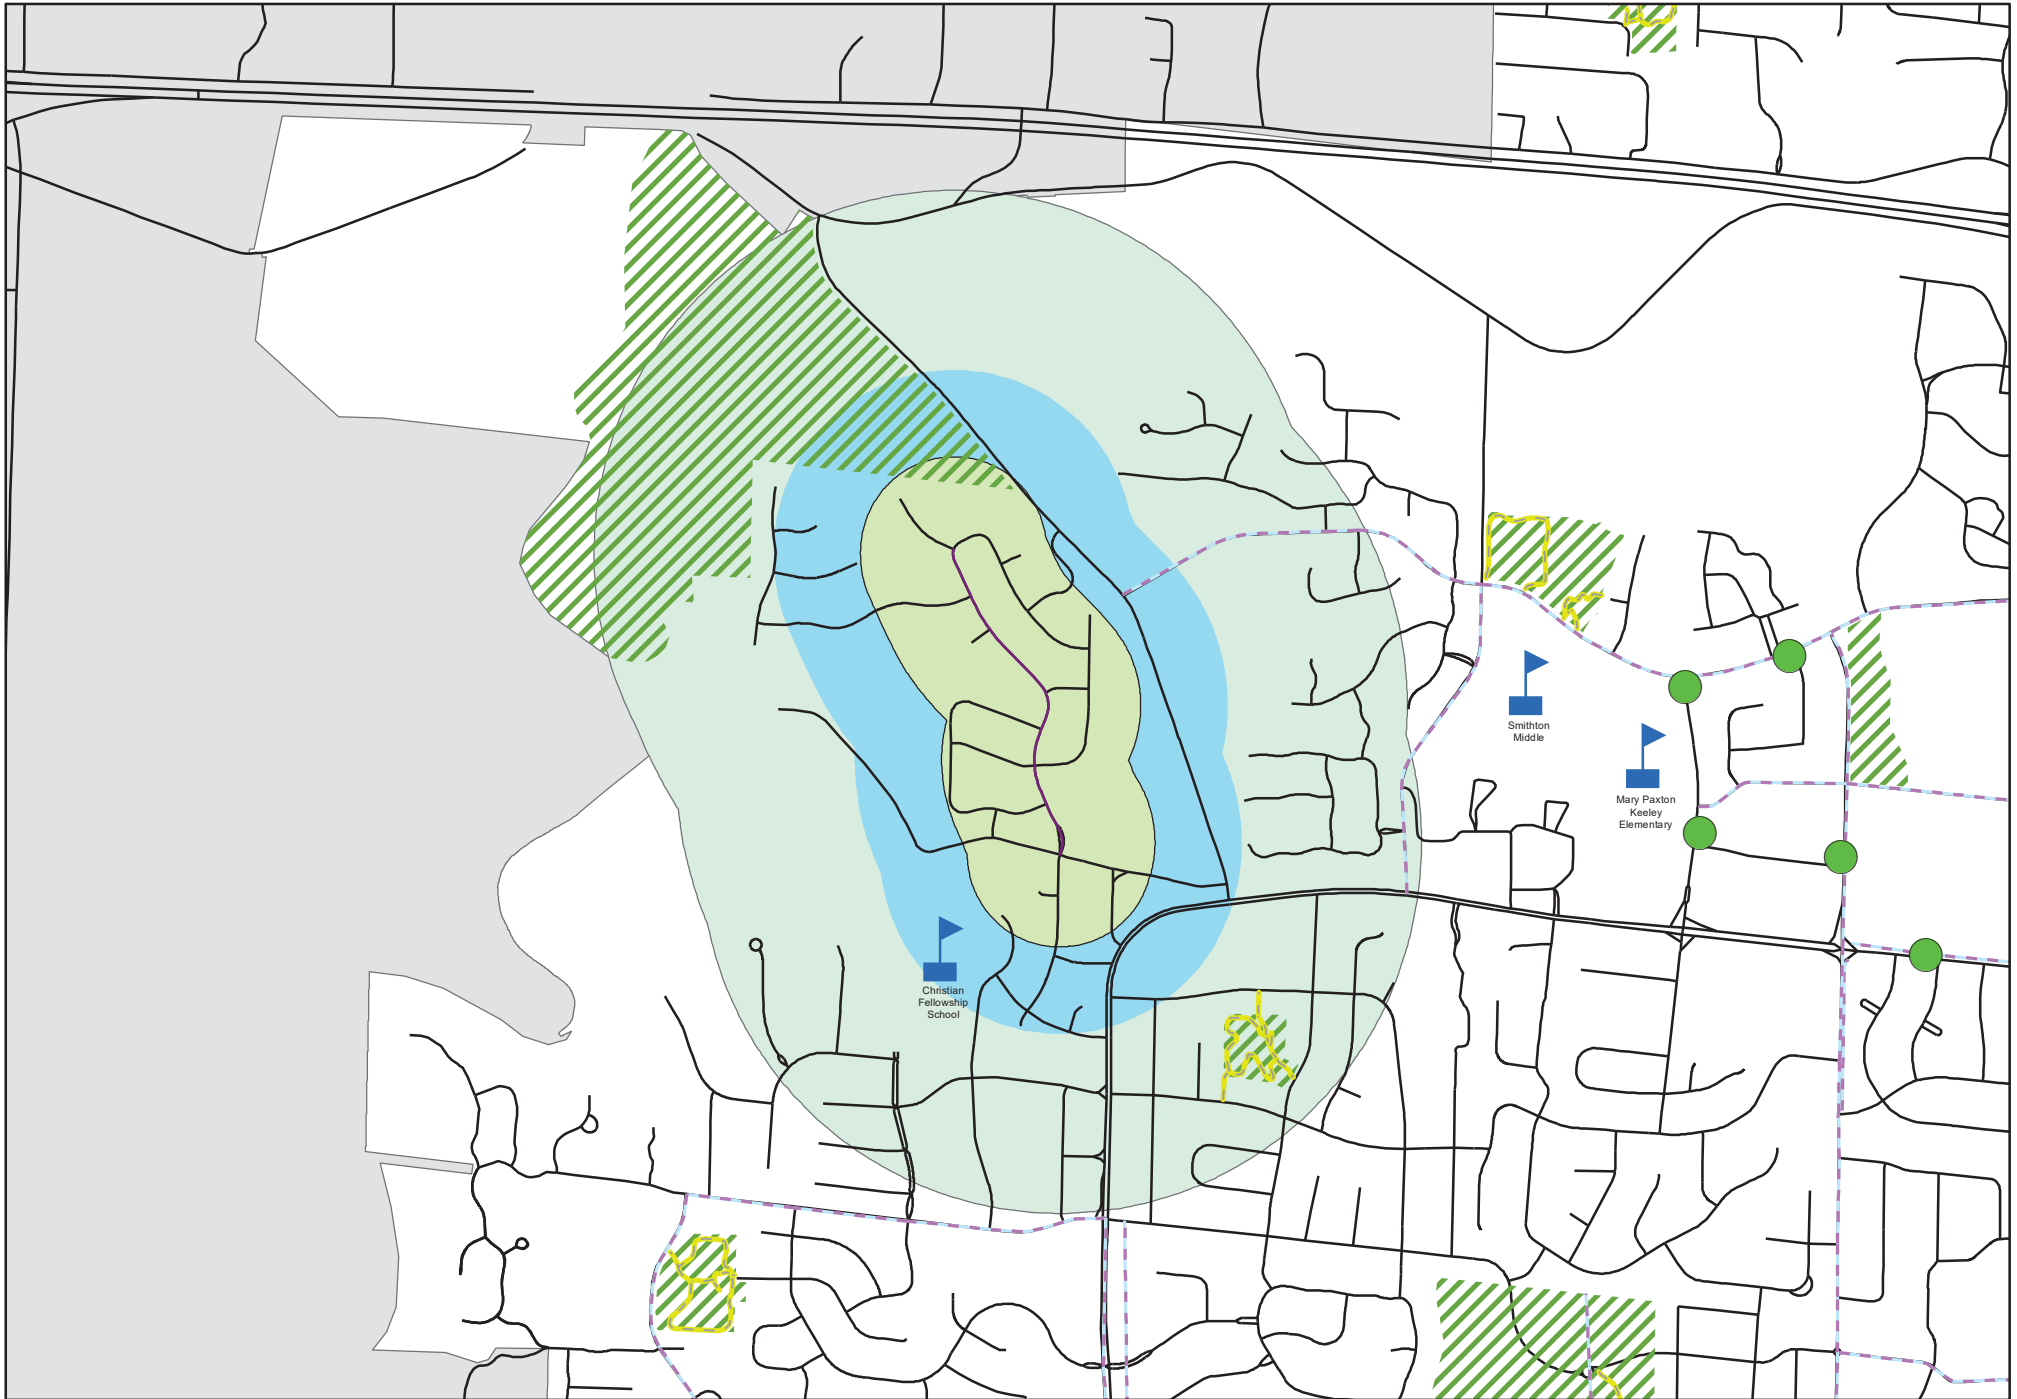 Smithton
Middle
Mary Paxton
Keeley
Elementary
Christian
Fellowship
School